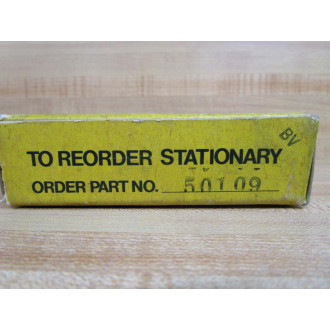 BV
TO REORDER STATIONARY
ORDER PART NO. 50109